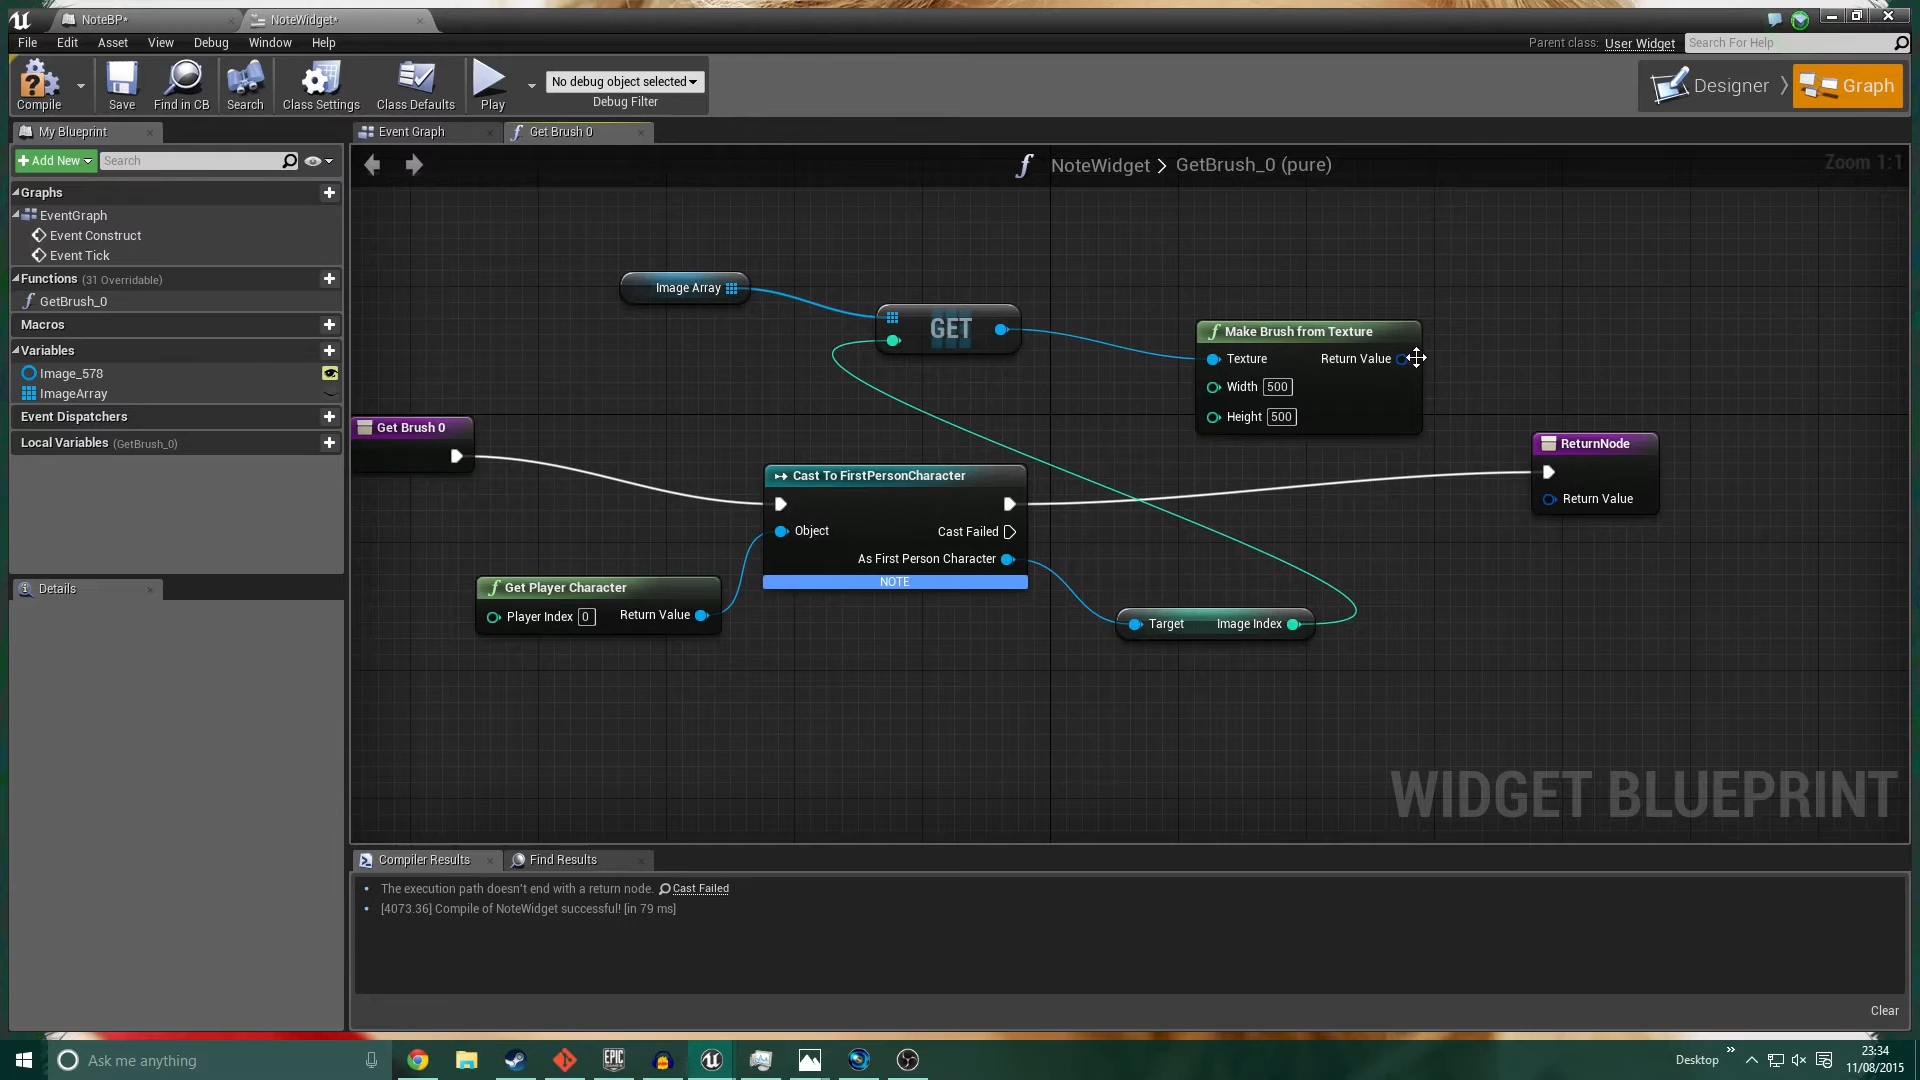 NoteBP*
NoteWidget*
File Edit Asset View Debug Window Help
Parent class: User Widget Search For Help
Compile Save Find in CB Search Class Settings Class Defaults Play
No debug object selected
Debug Filter
Designer Graph
My Blueprint
Event Graph
Get Brush 0
Add New Search
NoteWidget > GetBrush_0 (pure)
Zoom 1:1
Graphs
EventGraph
Event Construct
Event Tick
Functions (31 Overridable)
GetBrush_0
Macros
Variables
Image_578
ImageArray
Event Dispatchers
Local Variables (GetBrush_0)
Details
Image Array
GET
Make Brush from Texture
Texture Return Value
Width 500
Height 500
Get Brush 0
ReturnNode
Return Value
Cast To FirstPersonCharacter
Object Cast Failed
As First Person Character
NOTE
Get Player Character
Player Index 0 Return Value
Target Image Index
WIDGET BLUEPRINT
Compiler Results
Find Results
The execution path doesn't end with a return node. Cast Failed
[4073.36] Compile of NoteWidget successful! [in 79 ms]
Clear
Ask me anything
EPIC GAMES
Desktop
23:34
11/08/2015